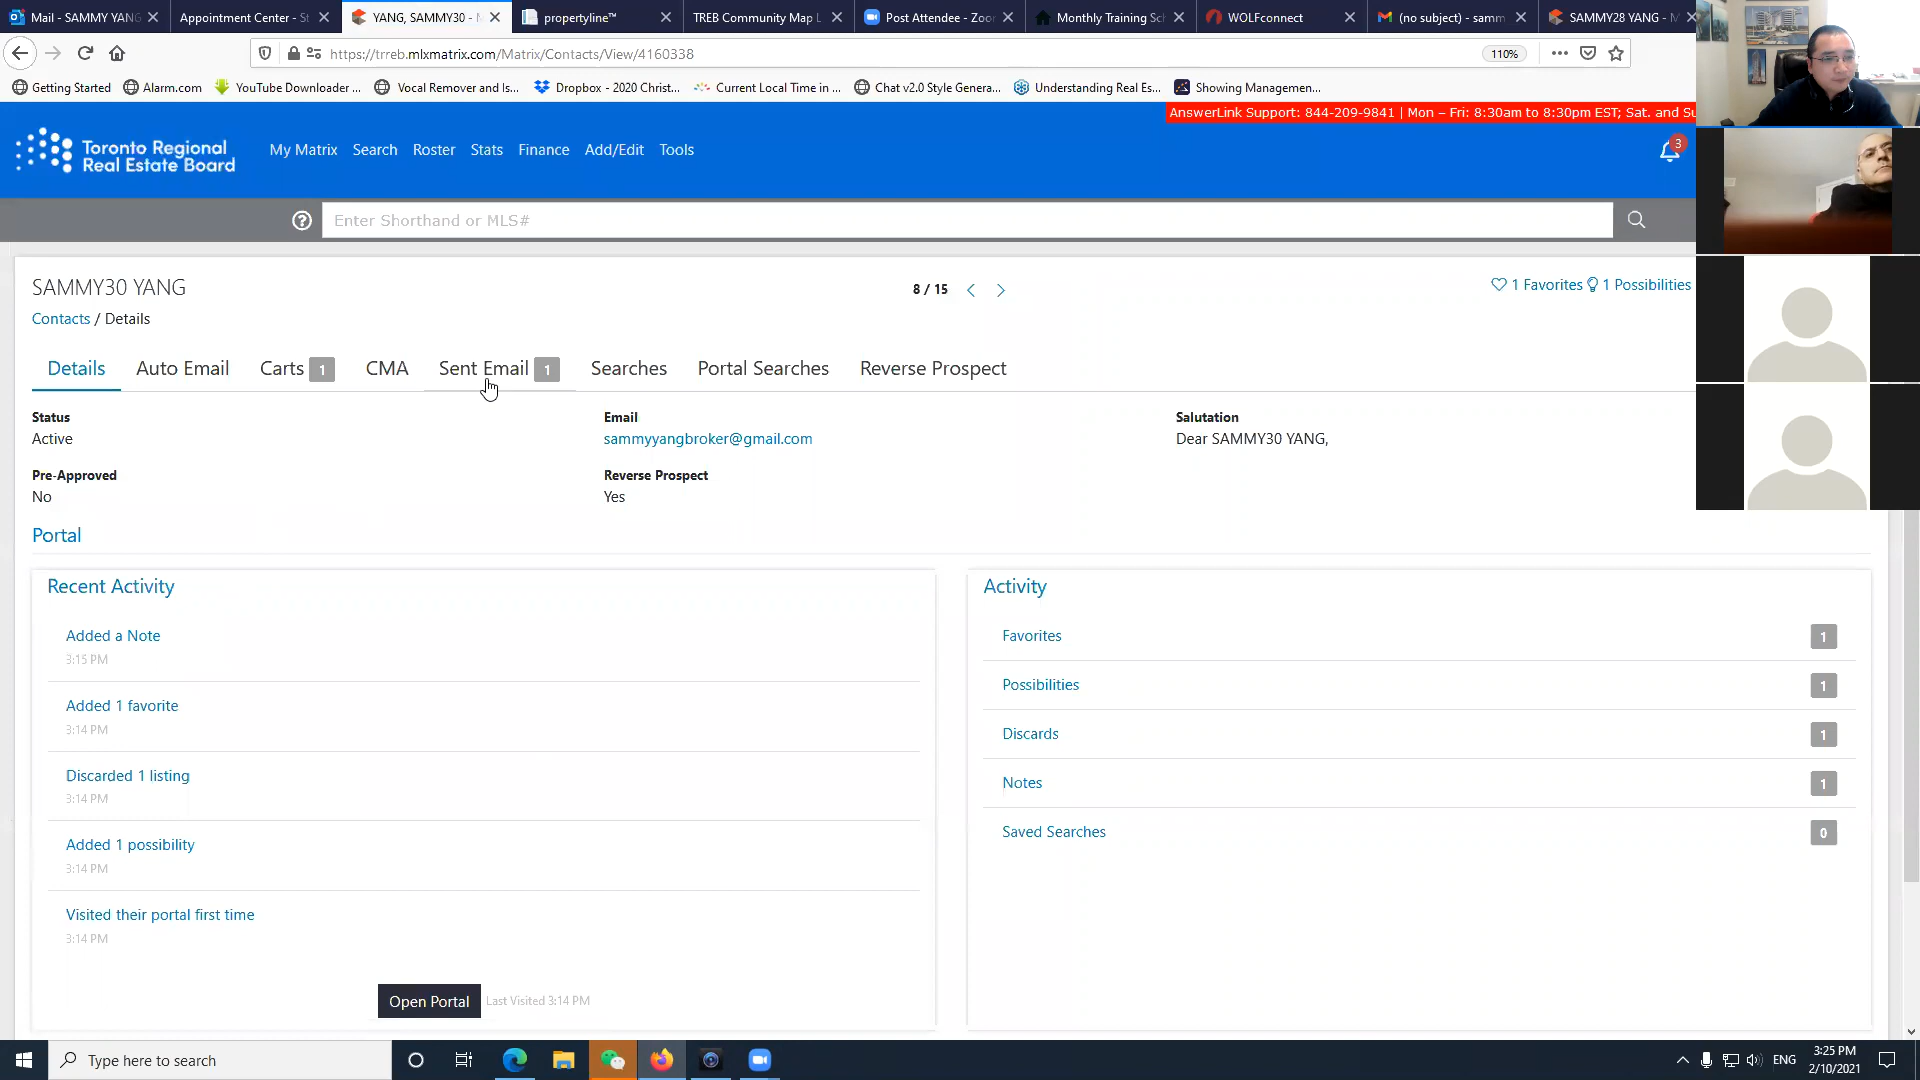 Mail - SAMMY YANG
Appointment Center - S
YANG, SAMMY30 - M
propertyline™
TREB Community Map L
Post Attendee - Zoo
Monthly Training Sc
WOLFconnect
(no subject) - samm
SAMMY28 YANG - M
https://trreb.mlxmatrix.com/Matrix/Contacts/View/4160338
110%
Getting Started
Alarm.com
YouTube Downloader ...
Vocal Remover and Is...
Dropbox - 2020 Christ...
Current Local Time in ...
Chat v2.0 Style Genera...
Understanding Real Es...
Showing Managemen...
AnswerLink Support: 844-209-9841 | Mon – Fri: 8:30am to 8:30pm EST; Sat. and Su
Toronto Regional
Real Estate Board
My Matrix Search Roster Stats Finance Add/Edit Tools
3
Enter Shorthand or MLS#
SAMMY30 YANG
8 / 15
1 Favorites 1 Possibilities
Contacts / Details
Details Auto Email Carts 1 CMA Sent Email 1 Searches Portal Searches Reverse Prospect
Status
Active
Email
sammyyangbroker@gmail.com
Salutation
Dear SAMMY30 YANG,
Pre-Approved
No
Reverse Prospect
Yes
Portal
Recent Activity
Added a Note
3:15 PM
Added 1 favorite
3:14 PM
Discarded 1 listing
3:14 PM
Added 1 possibility
3:14 PM
Visited their portal first time
3:14 PM
Open Portal Last Visited 3:14 PM
Activity
Favorites 1
Possibilities 1
Discards 1
Notes 1
Saved Searches 0
Type here to search
ENG
3:25 PM
2/10/2021